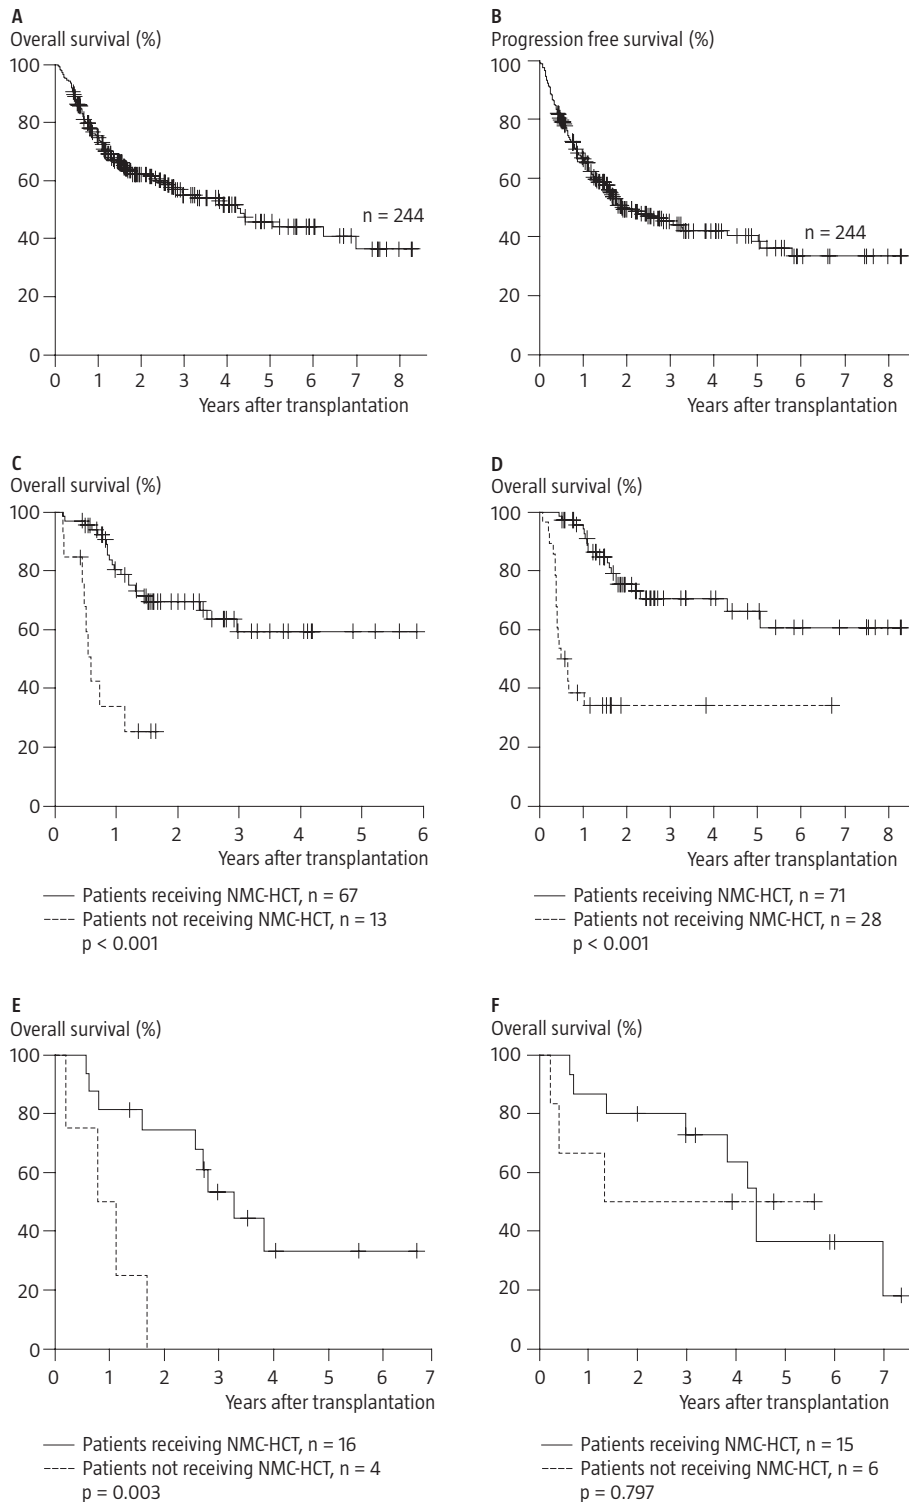 A
Overall survival (%)
100
80
60
40
20
0
n = 244
0 1 2 3 4 5 6 7 8
Years after transplantation
B
Progression free survival (%)
100
80
60
40
20
0
n = 244
0 1 2 3 4 5 6 7 8
Years after transplantation
C
Overall survival (%)
100
80
60
40
20
0
0 1 2 3 4 5 6
Years after transplantation
Patients receiving NMC-HCT, n = 67
Patients not receiving NMC-HCT, n = 13
p < 0.001
D
Overall survival (%)
100
80
60
40
20
0
0 1 2 3 4 5 6 7 8
Years after transplantation
Patients receiving NMC-HCT, n = 71
Patients not receiving NMC-HCT, n = 28
p < 0.001
E
Overall survival (%)
100
80
60
40
20
0
0 1 2 3 4 5 6 7
Years after transplantation
Patients receiving NMC-HCT, n = 16
Patients not receiving NMC-HCT, n = 4
p = 0.003
F
Overall survival (%)
100
80
60
40
20
0
0 1 2 3 4 5 6 7
Years after transplantation
Patients receiving NMC-HCT, n = 15
Patients not receiving NMC-HCT, n = 6
p = 0.797